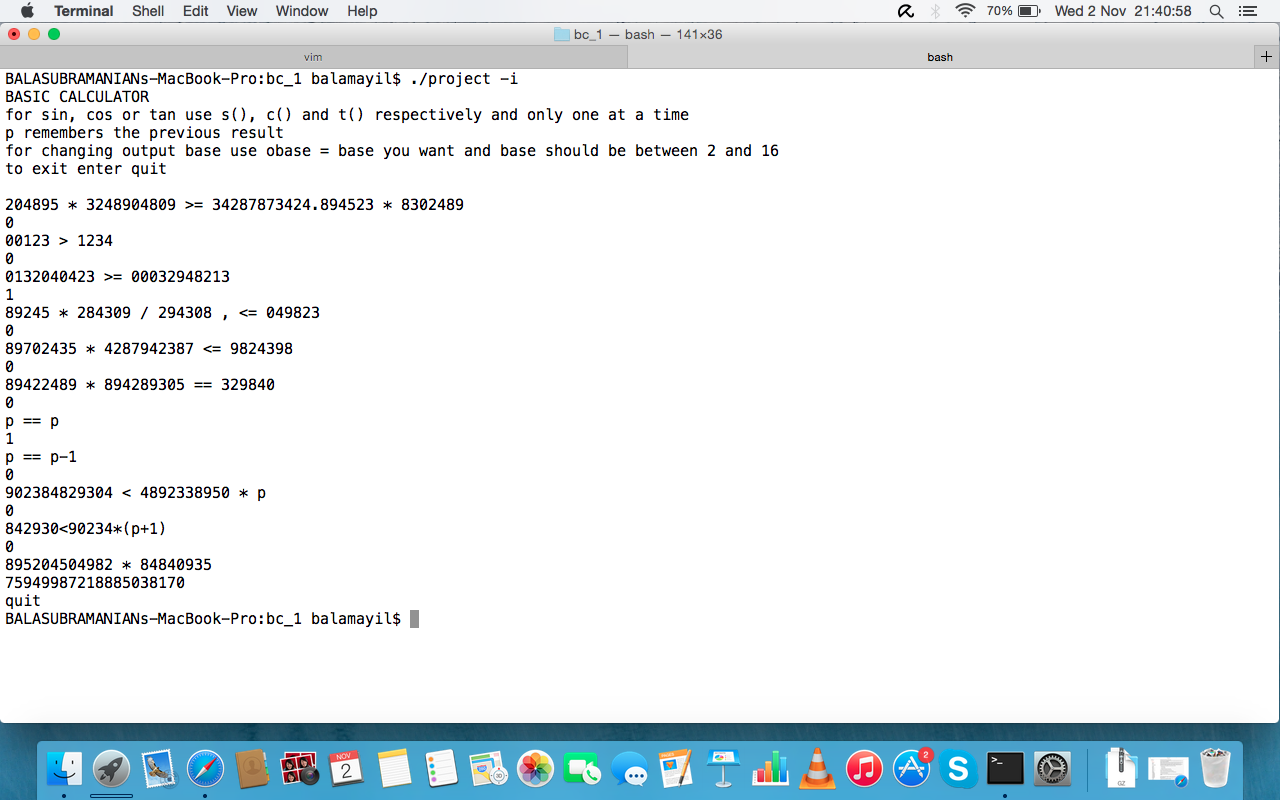 Terminal Shell Edit View Window Help 70% Wed 2 Nov 21:40:58
bc_1 — bash — 141×36
vim bash +
BALASUBRAMANIANs-MacBook-Pro:bc_1 balamayil$ ./project -i
BASIC CALCULATOR
for sin, cos or tan use s(), c() and t() respectively and only one at a time
p remembers the previous result
for changing output base use obase = base you want and base should be between 2 and 16
to exit enter quit
204895 * 3248904809 >= 34287873424.894523 * 8302489
0
00123 > 1234
0
0132040423 >= 00032948213
1
89245 * 284309 / 294308 , <= 049823
0
89702435 * 4287942387 <= 9824398
0
89422489 * 894289305 == 329840
0
p == p
1
p == p-1
0
902384829304 < 4892338950 * p
0
842930<90234*(p+1)
0
895204504982 * 84840935
75949987218885038170
quit
BALASUBRAMANIANs-MacBook-Pro:bc_1 balamayil$
NOV
2
3D
2
S
>_
GZ